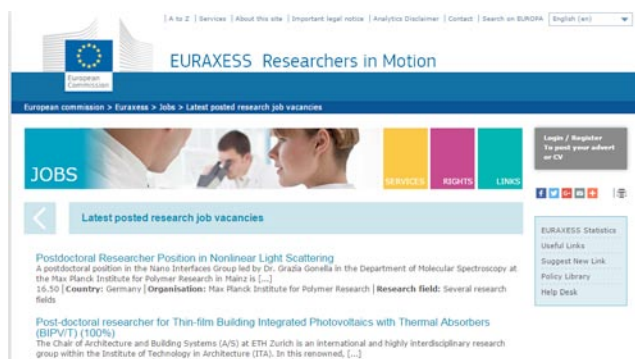 A to Z | Services | About this site | Important legal notice | Analytics Disclaimer | Contact | Search on EUROPA English (en)
European
Commission
EURAXESS Researchers in Motion
European commission > Euraxess > Jobs > Latest posted research job vacancies
JOBS
SERVICES
RIGHTS
LINKS
Login / Register
To post your advert
or CV
Latest posted research job vacancies
EURAXESS Statistics
Useful Links
Suggest New Link
Policy Library
Help Desk
Postdoctoral Researcher Position in Nonlinear Light Scattering
A postdoctoral position in the Nano Interfaces Group led by Dr. Grazia Gonella in the Department of Molecular Spectroscopy at
the Max Planck Institute for Polymer Research in Mainz is [...]
16.50 | Country: Germany | Organisation: Max Planck Institute for Polymer Research | Research field: Several research
fields
Post-doctoral researcher for Thin-film Building Integrated Photovoltaics with Thermal Absorbers
(BIPV/T) (100%)
The Chair of Architecture and Building Systems (A/S) at ETH Zurich is an international and highly interdisciplinary research
group within the Institute of Technology in Architecture (ITA). In this renowned, [...]